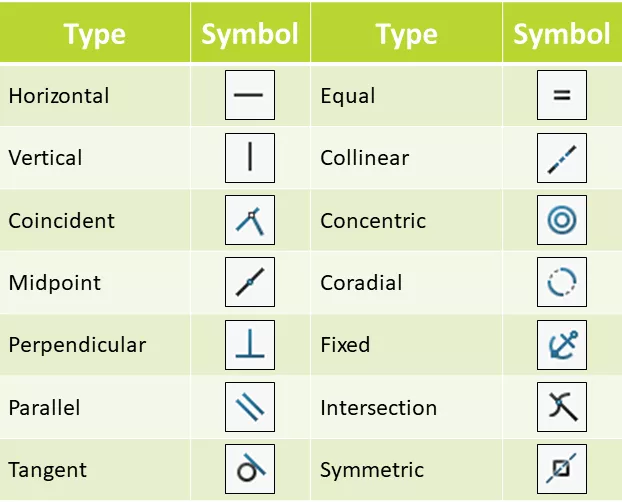 Type Symbol Type Symbol
Horizontal Equal
Vertical Collinear
Coincident Concentric
Midpoint Coradial
Perpendicular Fixed
Parallel Intersection
Tangent Symmetric